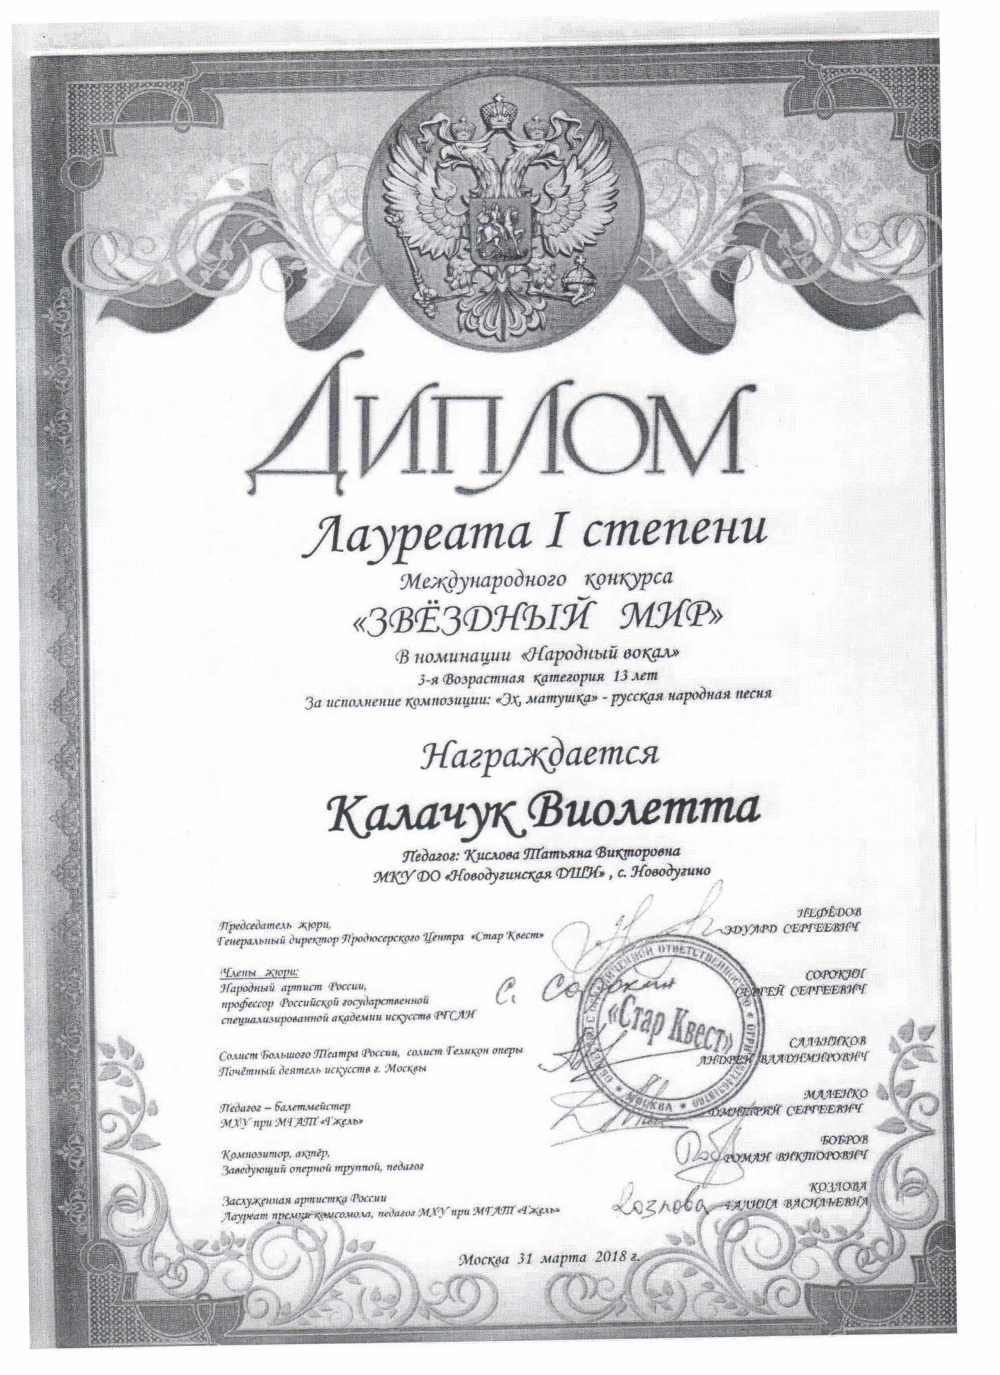 ДИПЛОМ
Лауреата I степени
Международного конкурса
«ЗВЁЗДНЫЙ МИР»
В номинации «Народный вокал»
3-я Возрастная категория 13 лет
За исполнение композиции: «Эх, матушка» - русская народная песня
Награждается
Калачук Виолетта
Педагог: Кислова Татьяна Викторовна
МКУ ДО «Новодугинская ДШИ» , с. Новодугино
Председатель жюри,
Генеральный директор Продюсерского Центра «Стар Квест»
НЕФЁДОВ
ЭДУАРД СЕРГЕЕВИЧ
Члены жюри:
Народный артист России,
профессор Российской государственной
специализированной академии искусств РГСАИ
С. Сорокин
СОРОКИН
СЕРГЕЙ СЕРГЕЕВИЧ
«Стар Квест»
МОСКВА
Солист Большого Театра России, солист Геликон оперы
Почётный деятель искусств г. Москвы
САЛЬНИКОВ
АНДРЕЙ ВЛАДИМИРОВИЧ
Педагог – балетмейстер
МХУ при МГАТ «Гжель»
МАЛЕНКО
ДМИТРИЙ СЕРГЕЕВИЧ
Композитор, актёр,
Заведующий оперной труппой, педагог
БОБРОВ
РОМАН ВИКТОРОВИЧ
Заслуженная артистка России
Лауреат премии комсомола, педагог МХУ при МГАТ «Гжель»
Козлова
КОЗЛОВА
ГАЛИНА ВАСИЛЬЕВНА
Москва 31 марта 2018 г.